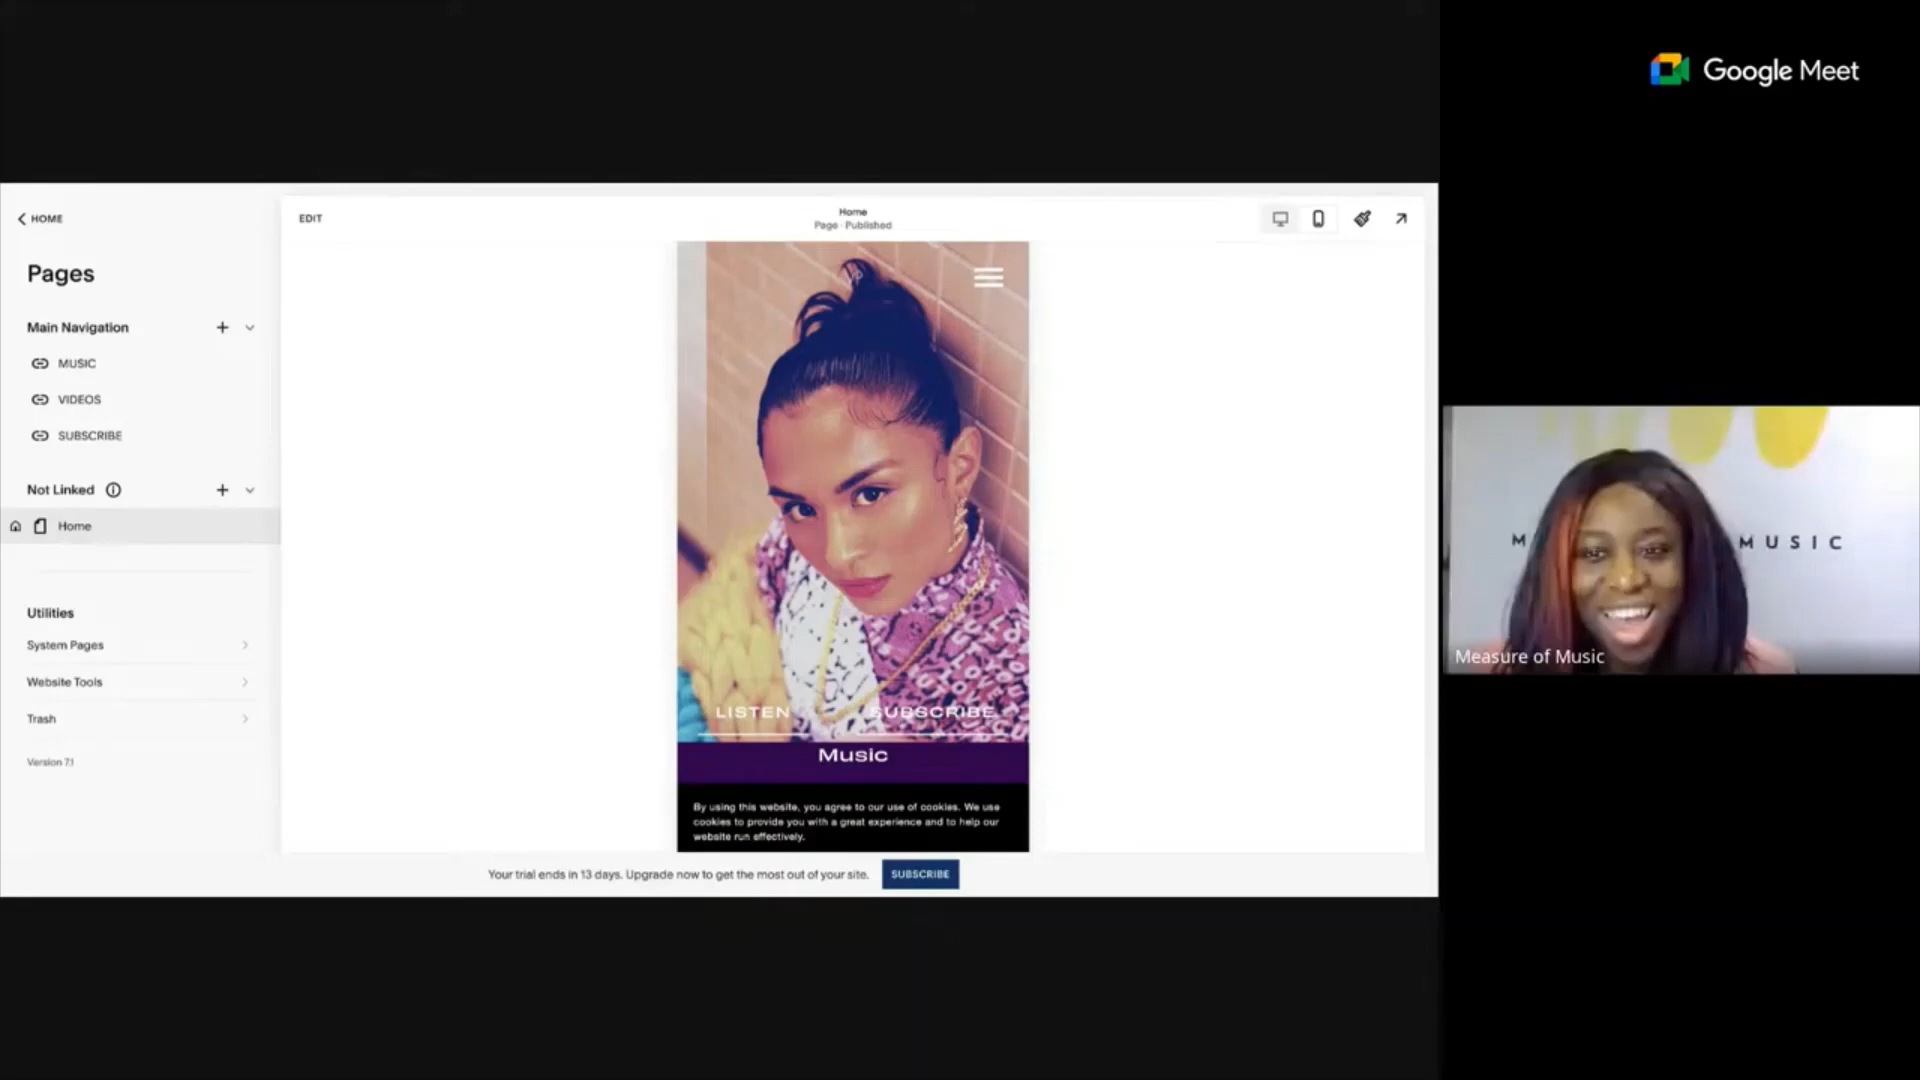 Google Meet
HOME
EDIT
Home
Page · Published
Pages
Main Navigation
MUSIC
VIDEOS
SUBSCRIBE
Not Linked
Home
Utilities
System Pages
Website Tools
Trash
Version 7.1
LISTEN
SUBSCRIBE
Music
By using this website, you agree to our use of cookies. We use
cookies to provide you with a great experience and to help our
website run effectively.
Your trial ends in 13 days. Upgrade now to get the most out of your site.
SUBSCRIBE
M
MUSIC
Measure of Music